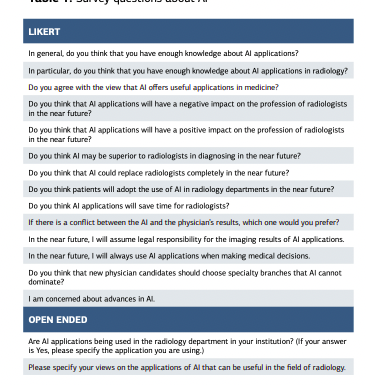 Table 1. Survey questions about AI
LIKERT
In general, do you think that you have enough knowledge about AI applications?
In particular, do you think that you have enough knowledge about AI applications in radiology?
Do you agree with the view that AI offers useful applications in medicine?
Do you think that AI applications will have a negative impact on the profession of radiologists
in the near future?
Do you think that AI applications will have a positive impact on the profession of radiologists
in the near future?
Do you think AI may be superior to radiologists in diagnosing in the near future?
Do you think that AI could replace radiologists completely in the near future?
Do you think patients will adopt the use of AI in radiology departments in the near future?
Do you think AI applications will save time for radiologists?
If there is a conflict between the AI and the physician's results, which one would you prefer?
In the near future, I will assume legal responsibility for the imaging results of AI applications.
In the near future, I will always use AI applications when making medical decisions.
Do you think that new physician candidates should choose specialty branches that AI cannot
dominate?
I am concerned about advances in AI.
OPEN ENDED
Are AI applications being used in the radiology department in your institution? (If your answer
is Yes, please specify the application you are using.)
Please specify your views on the applications of AI that can be useful in the field of radiology.